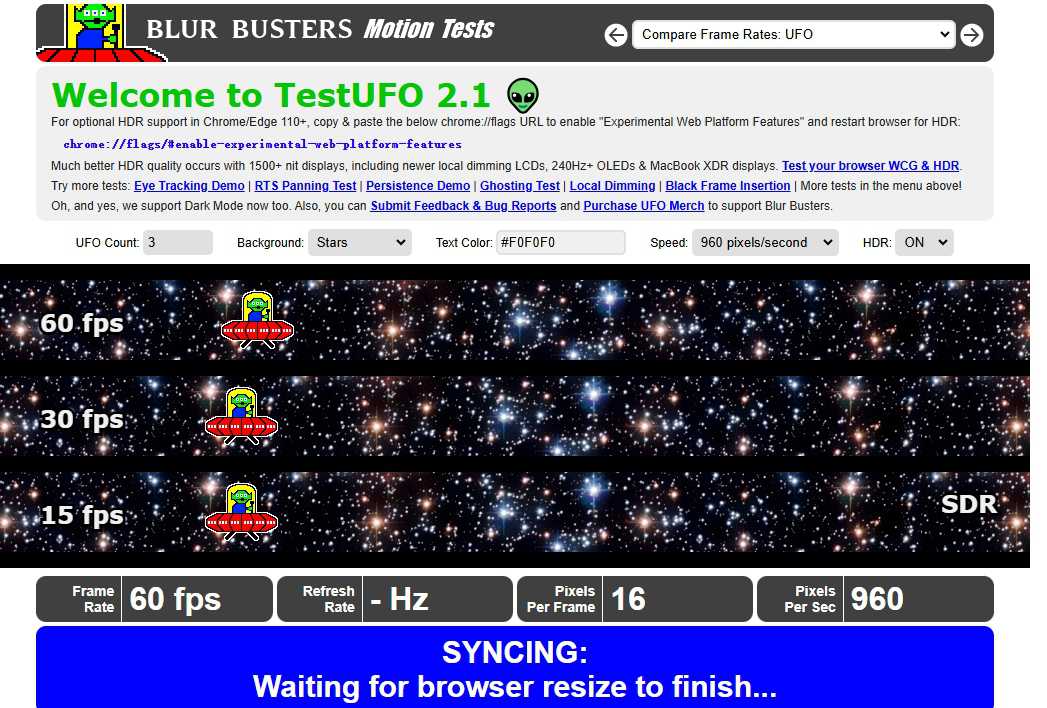 BLUR BUSTERS Motion Tests
Compare Frame Rates: UFO
Welcome to TestUFO 2.1
For optional HDR support in Chrome/Edge 110+, copy & paste the below chrome://flags URL to enable "Experimental Web Platform Features" and restart browser for HDR:
chrome://flags/#enable-experimental-web-platform-features
Much better HDR quality occurs with 1500+ nit displays, including newer local dimming LCDs, 240Hz+ OLEDs & MacBook XDR displays. Test your browser WCG & HDR.
Try more tests: Eye Tracking Demo | RTS Panning Test | Persistence Demo | Ghosting Test | Local Dimming | Black Frame Insertion | More tests in the menu above!
Oh, and yes, we support Dark Mode now too. Also, you can Submit Feedback & Bug Reports and Purchase UFO Merch to support Blur Busters.
UFO Count: 3 Background: Stars Text Color: #F0F0F0 Speed: 960 pixels/second HDR: ON
60 fps
30 fps
15 fps
SDR
Frame Rate 60 fps
Refresh Rate - Hz
Pixels Per Frame 16
Pixels Per Sec 960
SYNCING:
Waiting for browser resize to finish...